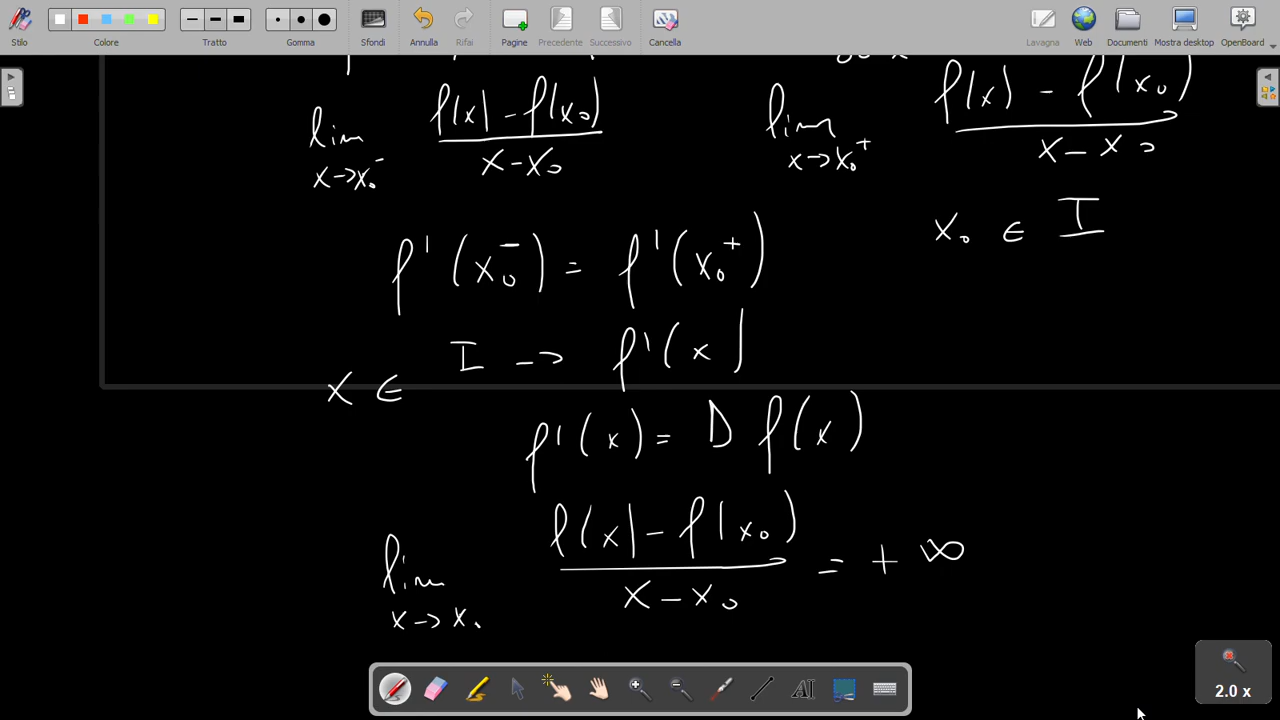 Stilo Colore Tratto Gomma Sfondi Annulla Rifai Pagine Precedente Successivo Cancella Lavagna Web Documenti Mostra desktop OpenBoard
lim x→x₀⁻ f(x) - f(x₀) / x - x₀
lim x→x₀⁺ f(x) - f(x₀) / x - x₀
x₀ ∈ I
f'(x₀⁻) = f'(x₀⁺)
x ∈ I → f'(x)
f'(x) = D f(x)
lim x→x₀ f(x) - f(x₀) / x - x₀ = + ∞
2.0 x